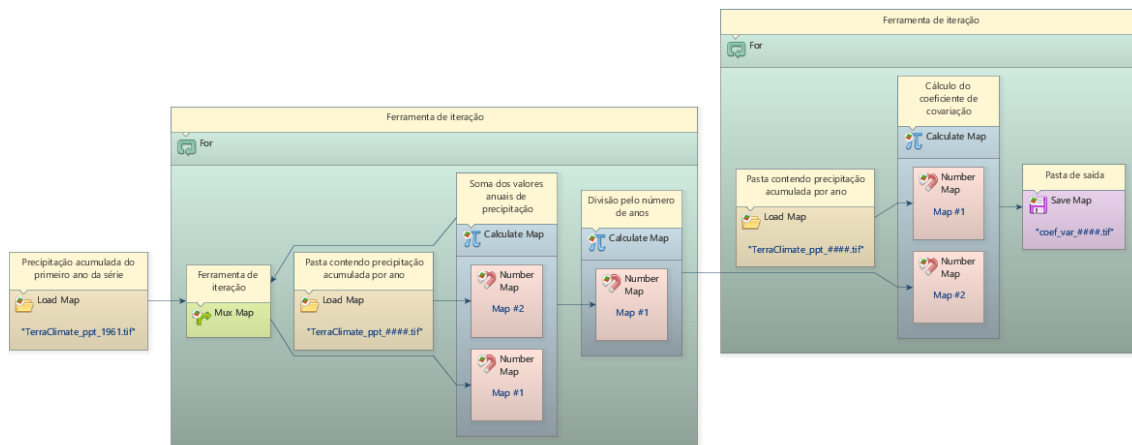 Ferramenta de iteração
For
Cálculo do
coeficiente de
covariação
Calculate Map
Pasta contendo precipitação
acumulada por ano
Load Map
"TerraClimate_ppt_####.tif"
Number
Map
Map #1
Number
Map
Map #2
Pasta de saída
Save Map
"coef_var_####.tif"
Ferramenta de iteração
For
Precipitação acumulada do
primeiro ano da série
Load Map
"TerraClimate_ppt_1961.tif"
Ferramenta de
iteração
Mux Map
Pasta contendo precipitação
acumulada por ano
Load Map
"TerraClimate_ppt_####.tif"
Soma dos valores
anuais de
precipitação
Calculate Map
Number
Map
Map #2
Number
Map
Map #1
Divisão pelo número
de anos
Calculate Map
Number
Map
Map #1